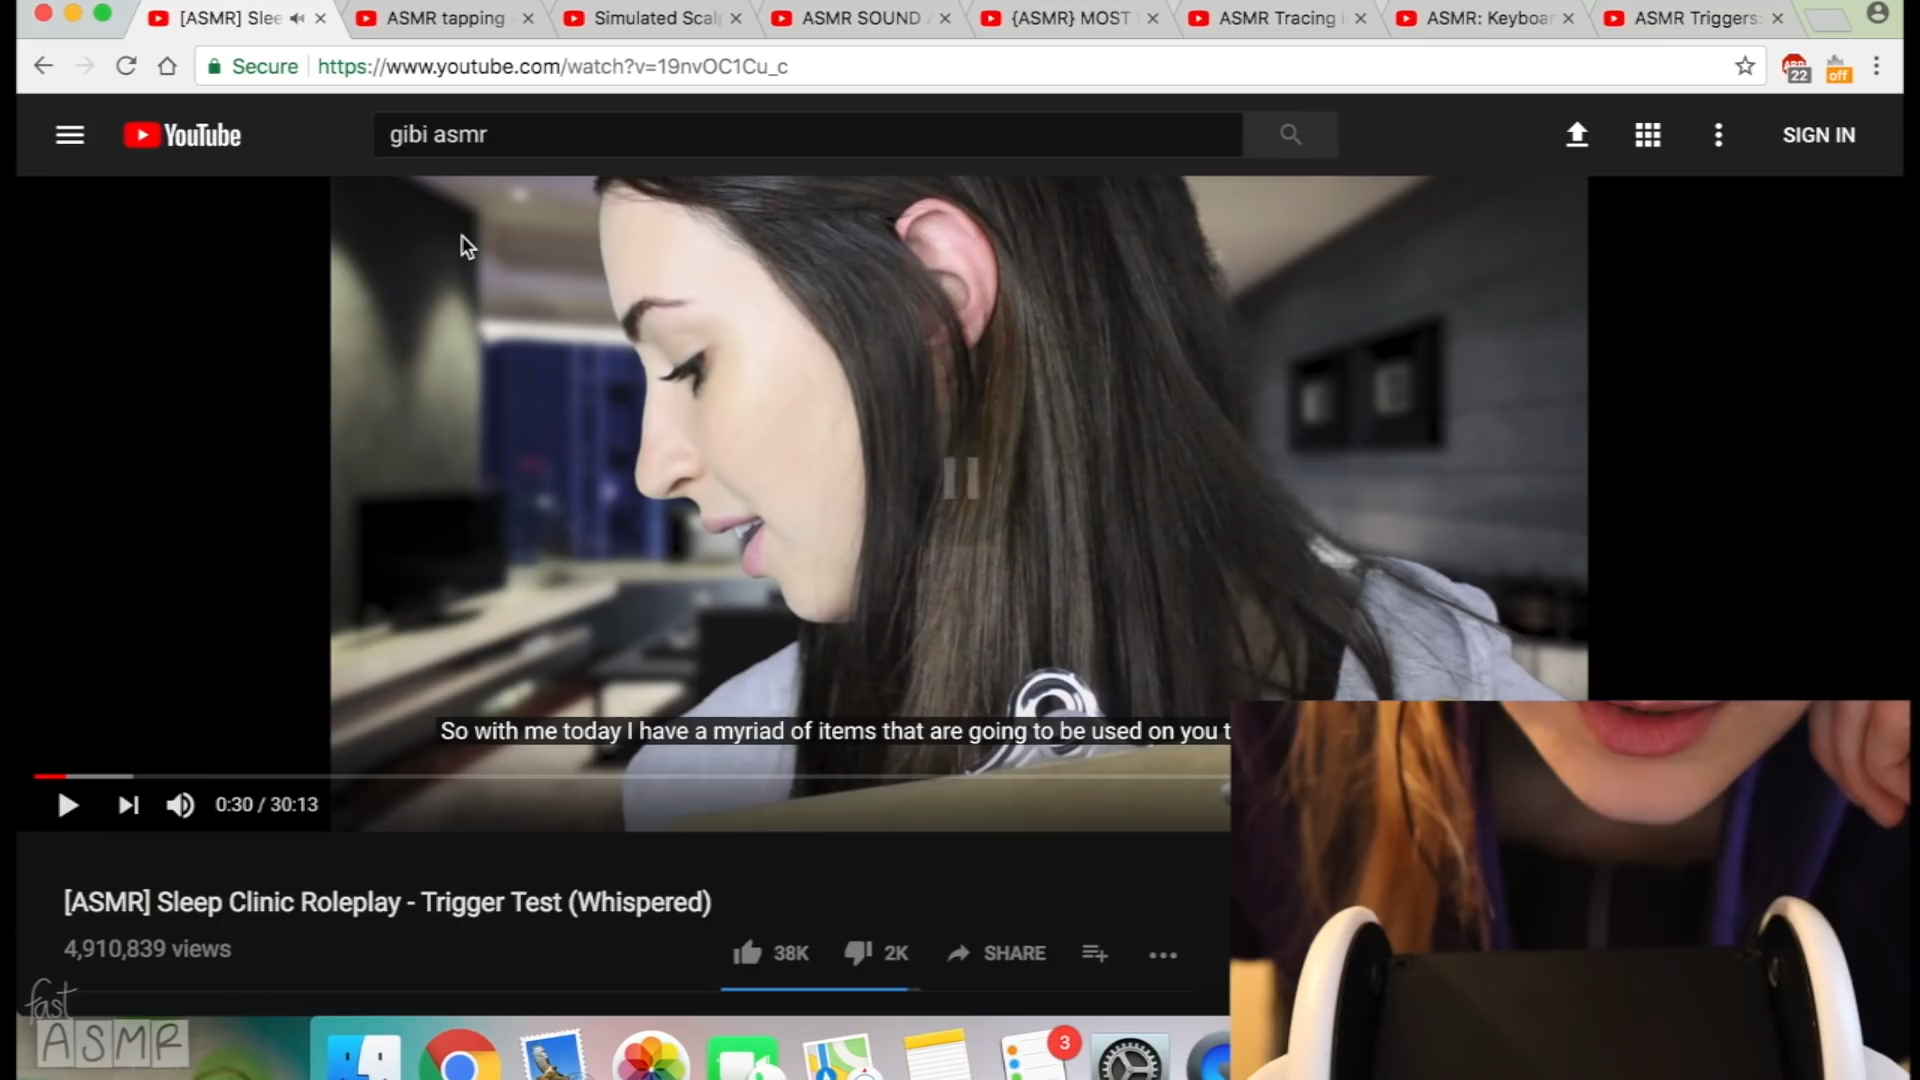 [ASMR] Slee
ASMR tapping
Simulated Scal
ASMR SOUND
{ASMR} MOST
ASMR Tracing
ASMR: Keyboar
ASMR Triggers:
Secure
https://www.youtube.com/watch?v=19nvOC1Cu_c
22
off
YouTube
gibi asmr
SIGN IN
So with me today I have a myriad of items that are going to be used on you t
0:30 / 30:13
[ASMR] Sleep Clinic Roleplay - Trigger Test (Whispered)
4,910,839 views
38K
2K
SHARE
fast
ASMR
3